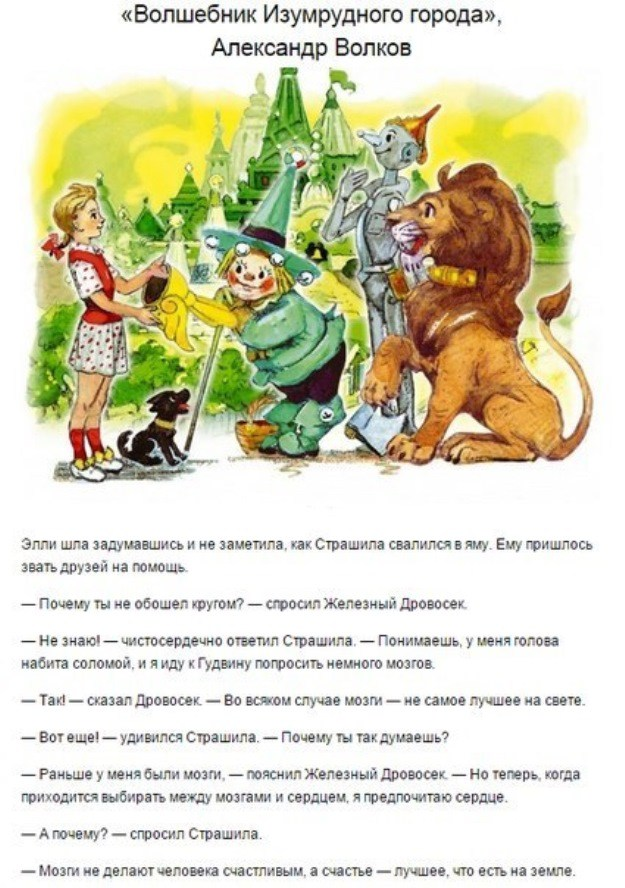 «Волшебник Изумрудного города»,
Александр Волков
Элли шла задумавшись и не заметила, как Страшила свалился в яму. Ему пришлось
звать друзей на помощь.
— Почему ты не обошел кругом? — спросил Железный Дровосек.
— Не знаю! — чистосердечно ответил Страшила. — Понимаешь, у меня голова
набита соломой, и я иду к Гудвину попросить немного мозгов.
— Так! — сказал Дровосек. — Во всяком случае мозги — не самое лучшее на свете.
— Вот еще! — удивился Страшила. — Почему ты так думаешь?
— Раньше у меня были мозги, — пояснил Железный Дровосек. — Но теперь, когда
приходится выбирать между мозгами и сердцем, я предпочитаю сердце.
— А почему? — спросил Страшила.
— Мозги не делают человека счастливым, а счастье — лучшее, что есть на земле.